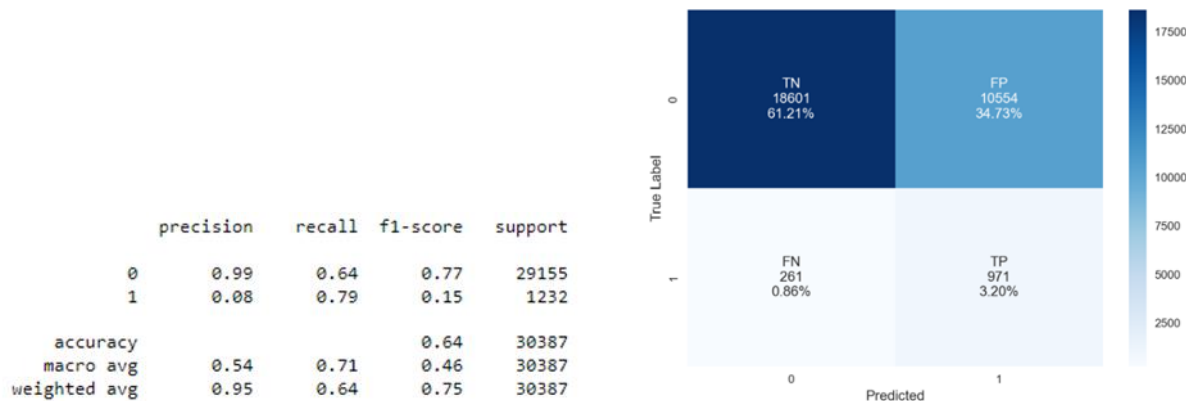 precision recall f1-score support
0 0.99 0.64 0.77 29155
1 0.08 0.79 0.15 1232
accuracy 0.64 30387
macro avg 0.54 0.71 0.46 30387
weighted avg 0.95 0.64 0.75 30387
True Label
0
1
TN
18601
61.21%
FP
10554
34.73%
FN
261
0.86%
TP
971
3.20%
0 1
Predicted
17500
15000
12500
10000
7500
5000
2500